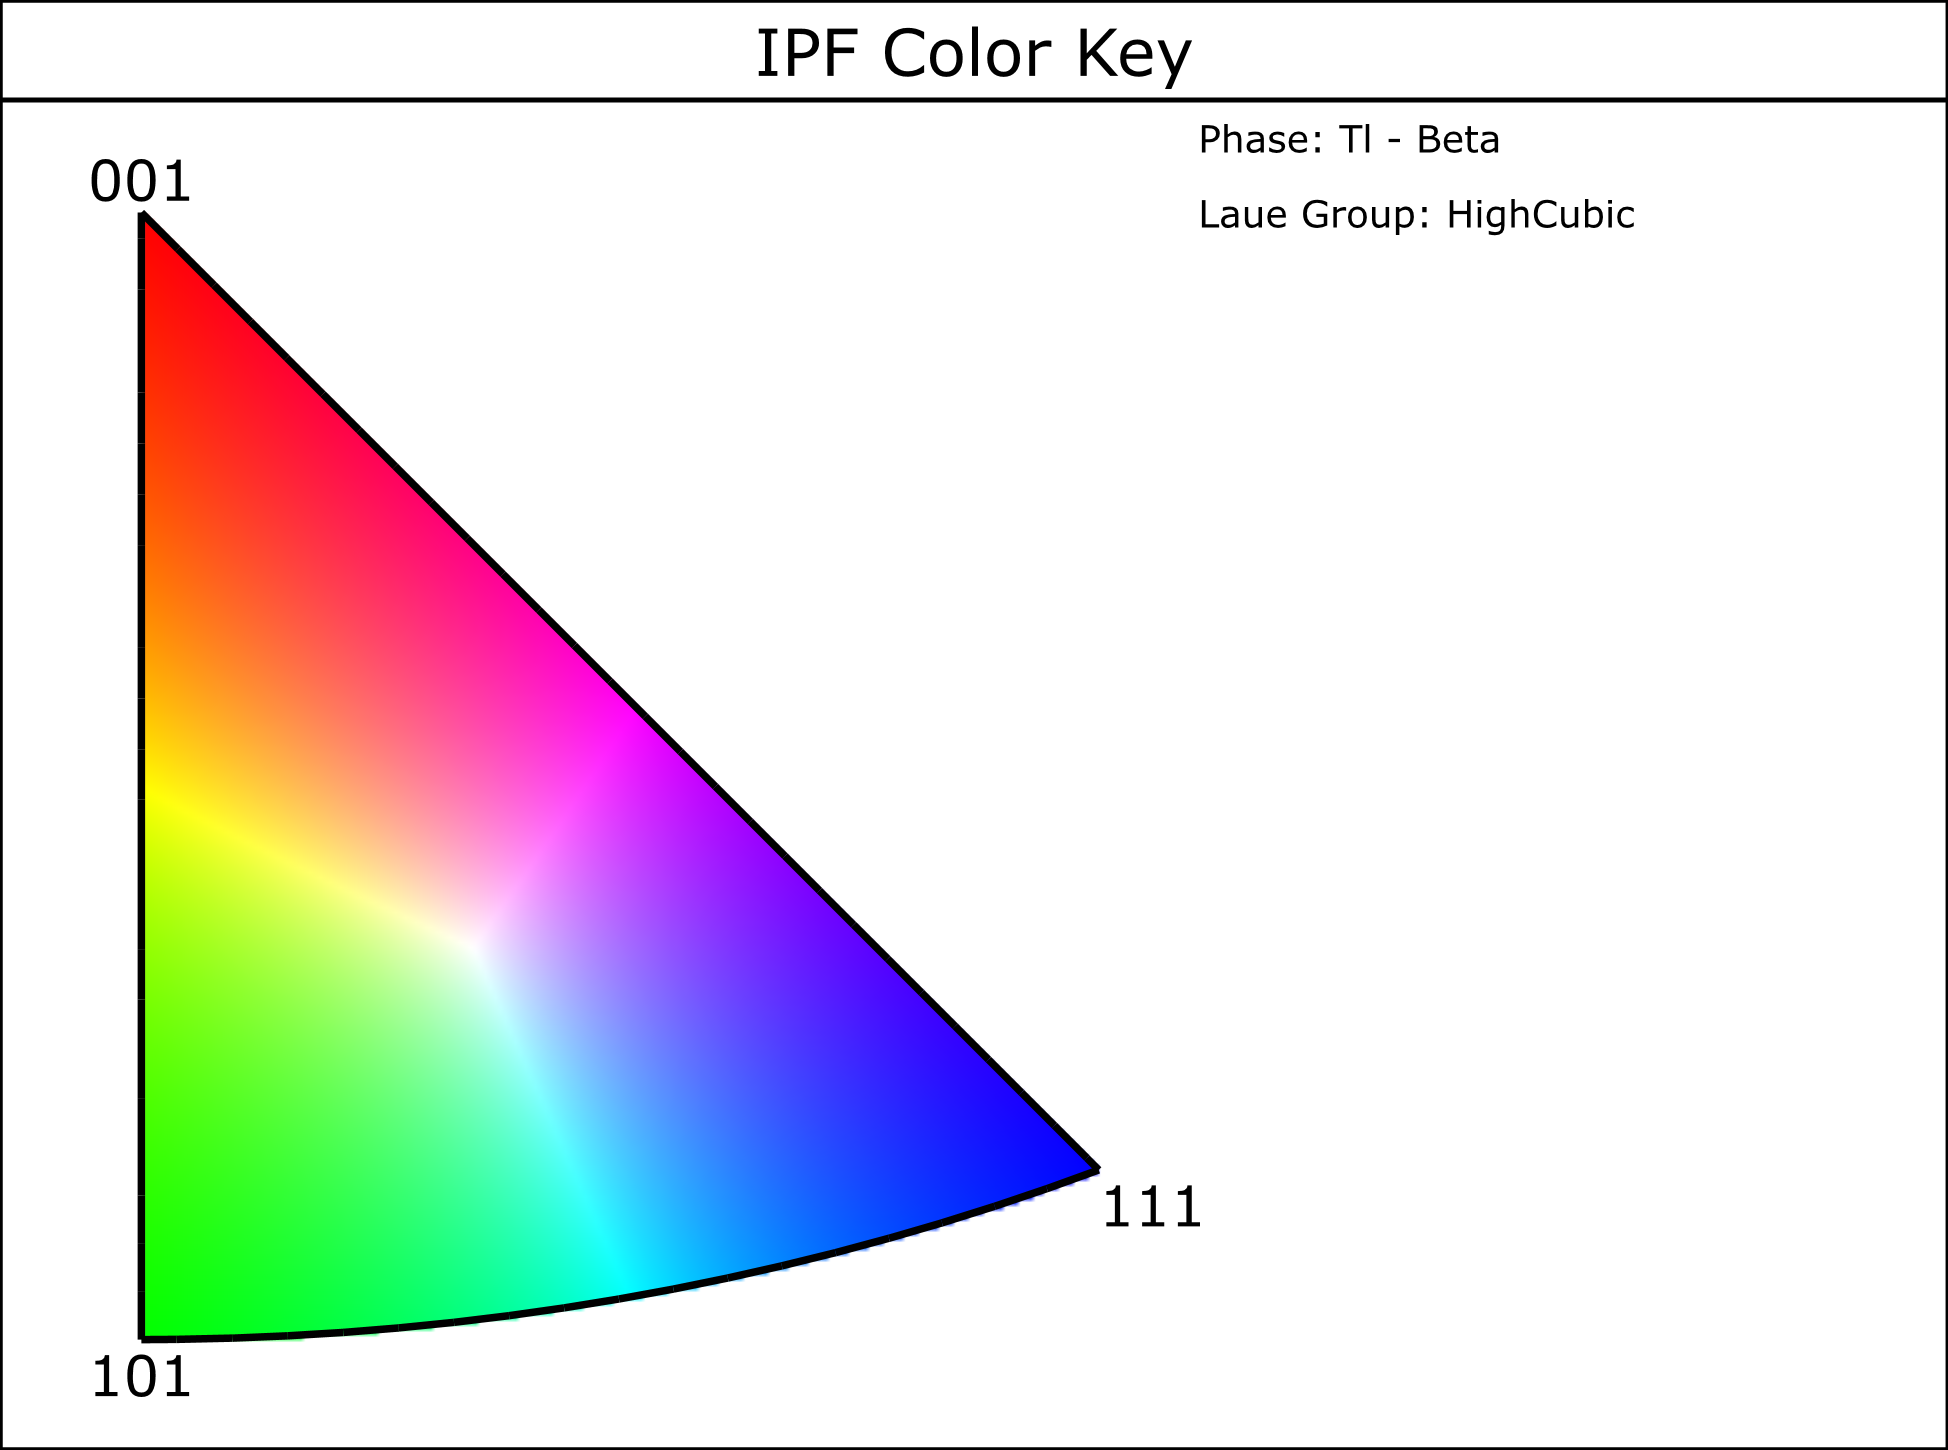 IPF Color Key
Phase: Tl - Beta
Laue Group: HighCubic
001
111
101